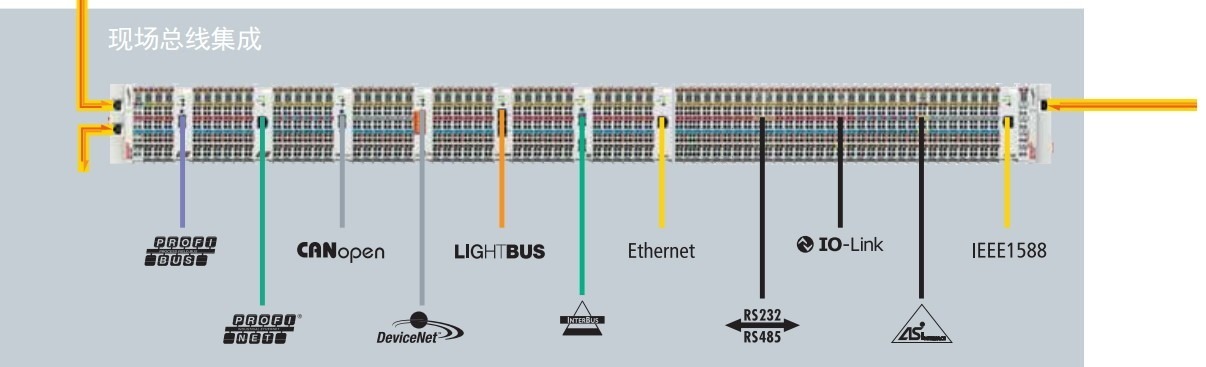 现场总线集成
PROFI
BUS
CANopen
LIGHTBUS
Ethernet
IO-Link
IEEE1588
PROFI
NET
DeviceNet
INTERBUS
RS232
RS485
ASi